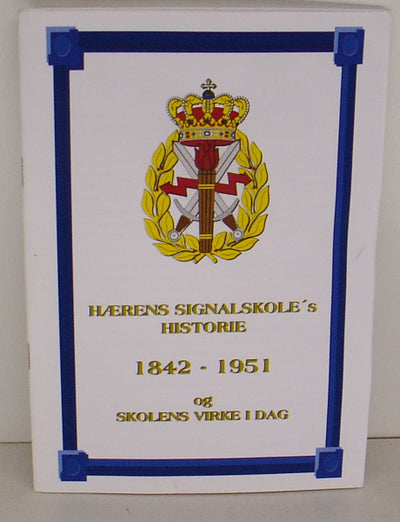 HÆRENS SIGNALSKOLE´s
HISTORIE
1842 - 1951
og
SKOLENS VIRKE I DAG